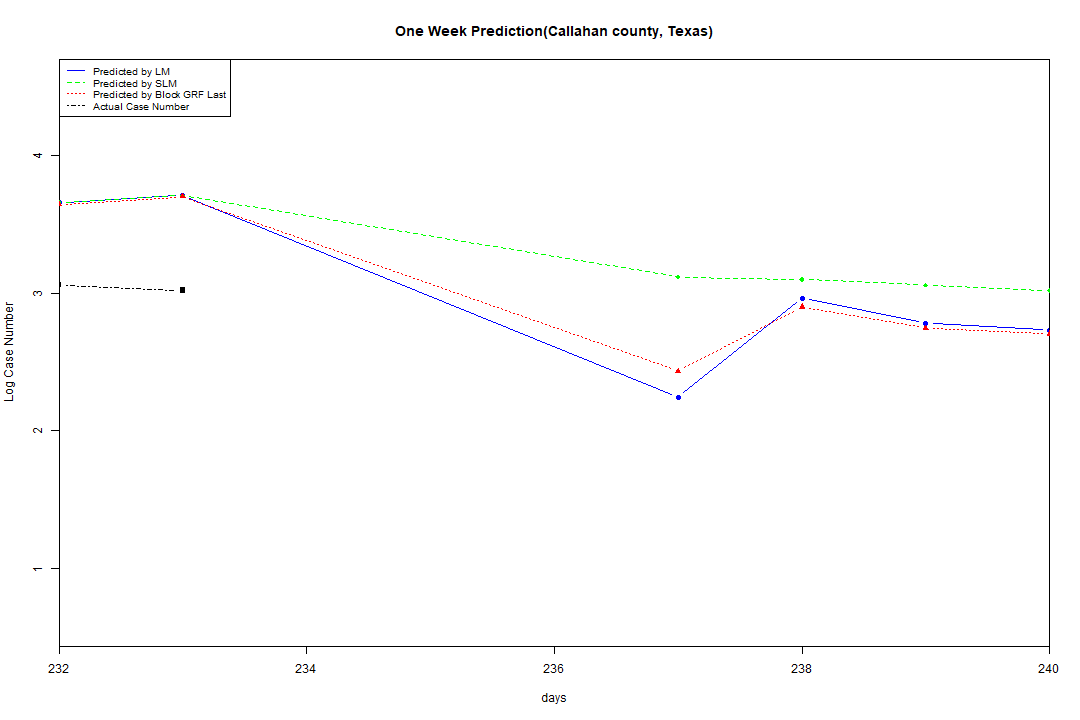 One Week Prediction(Callahan county, Texas)
Predicted by LM
Predicted by SLM
Predicted by Block GRF Last
Actual Case Number
4
3
2
1
Log Case Number
232 234 236 238 240
days